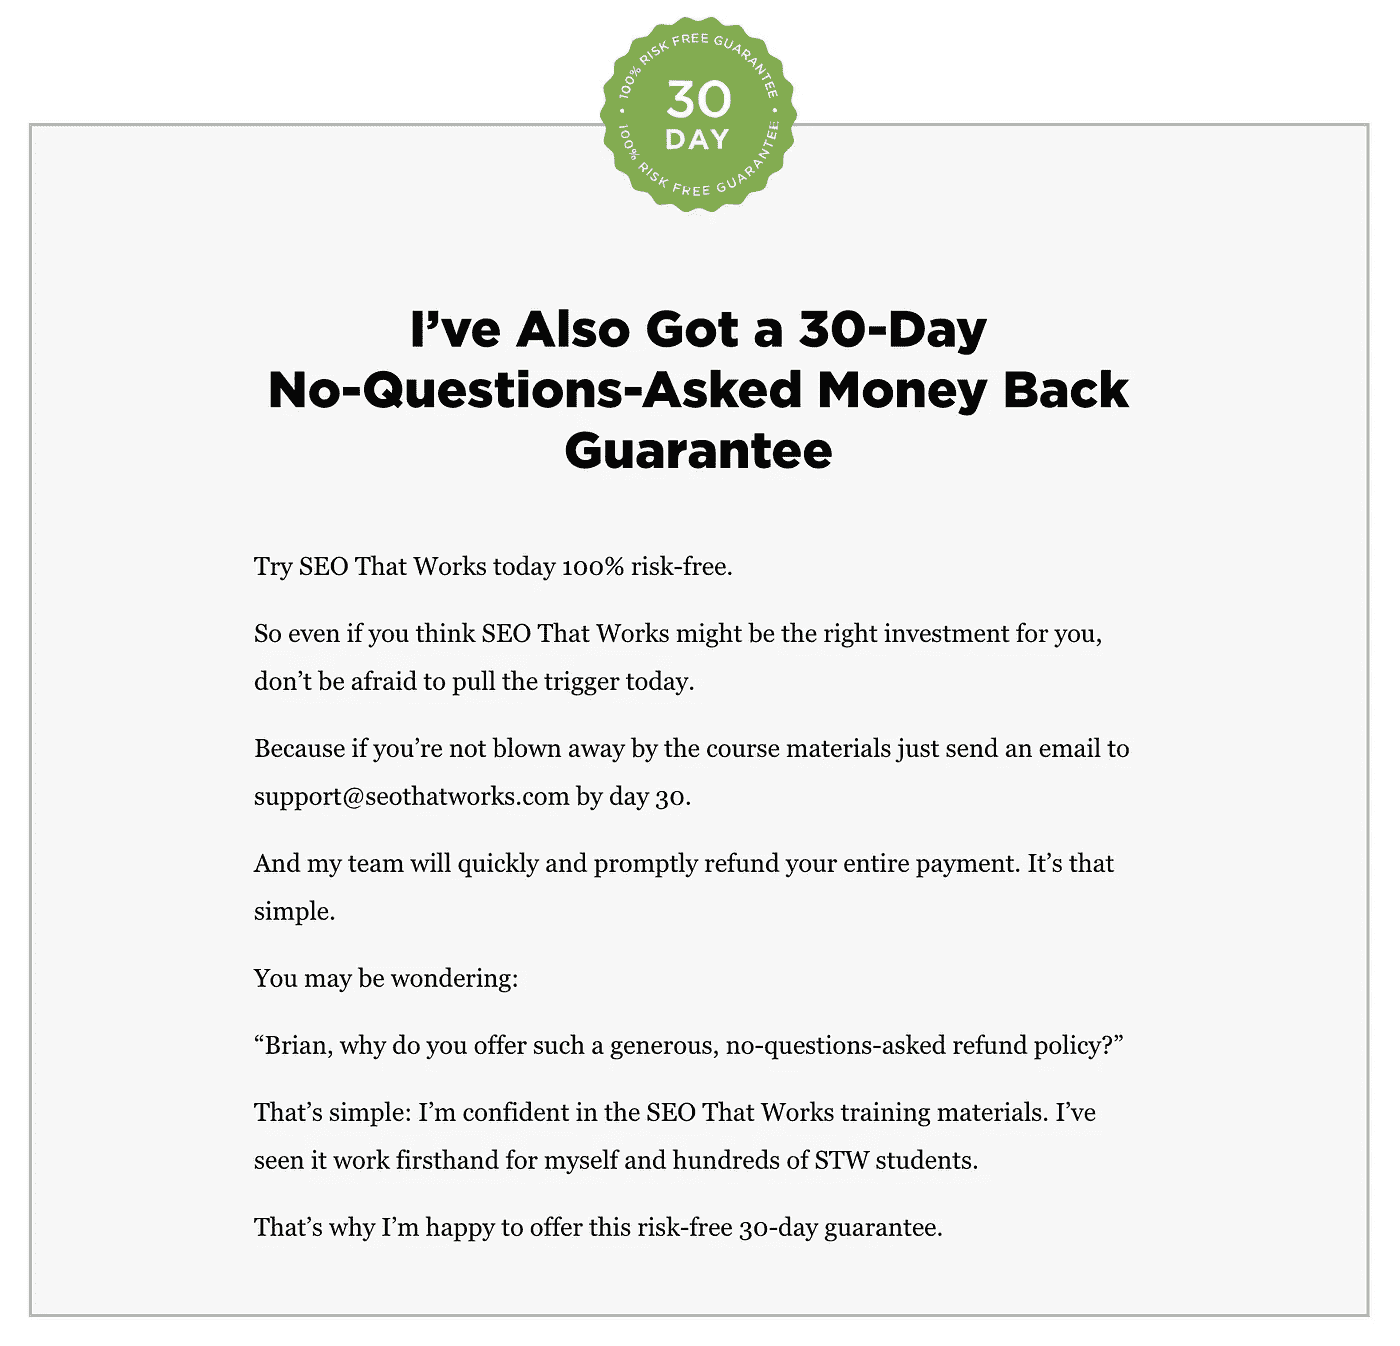 100% RISK FREE GUARANTEE
30
DAY
100% RISK FREE GUARANTEE
I’ve Also Got a 30-Day
No-Questions-Asked Money Back
Guarantee
Try SEO That Works today 100% risk-free.
So even if you think SEO That Works might be the right investment for you,
don’t be afraid to pull the trigger today.
Because if you’re not blown away by the course materials just send an email to
support@seothatworks.com by day 30.
And my team will quickly and promptly refund your entire payment. It’s that
simple.
You may be wondering:
“Brian, why do you offer such a generous, no-questions-asked refund policy?”
That’s simple: I’m confident in the SEO That Works training materials. I’ve
seen it work firsthand for myself and hundreds of STW students.
That’s why I’m happy to offer this risk-free 30-day guarantee.